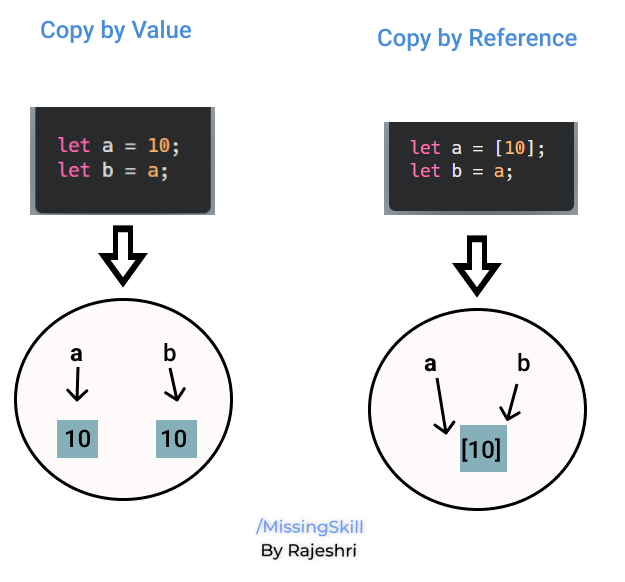 Copy by Value
let a = 10;
let b = a;
a b
10 10
Copy by Reference
let a = [10];
let b = a;
a b
[10]
/MissingSkill
By Rajeshri